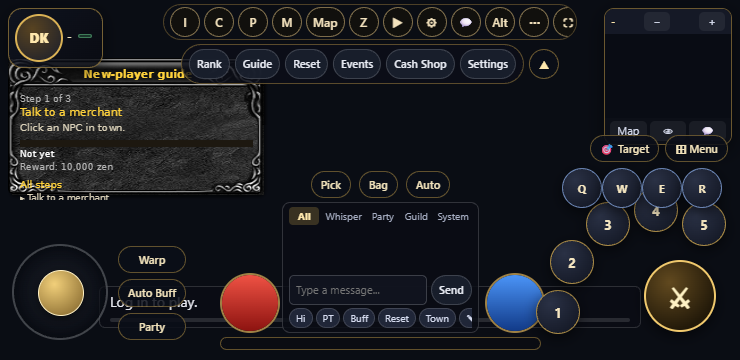 DK
-
I C P M Map Z ▶ ⚙ 💬 Alt ···
Rank Guide Reset Events Cash Shop Settings ▲
- − +
New-player guid
Step 1 of 3
Talk to a merchant
Click an NPC in town.
Not yet
Reward: 10,000 zen
All steps
▸ Talk to a merchant
Map
Target Menu
Pick Bag Auto
Q W E R
All Whisper Party Guild System
3 4 5
2
1
Warp
Auto Buff
Party
Log in to play.
Type a message... Send
Hi PT Buff Reset Town